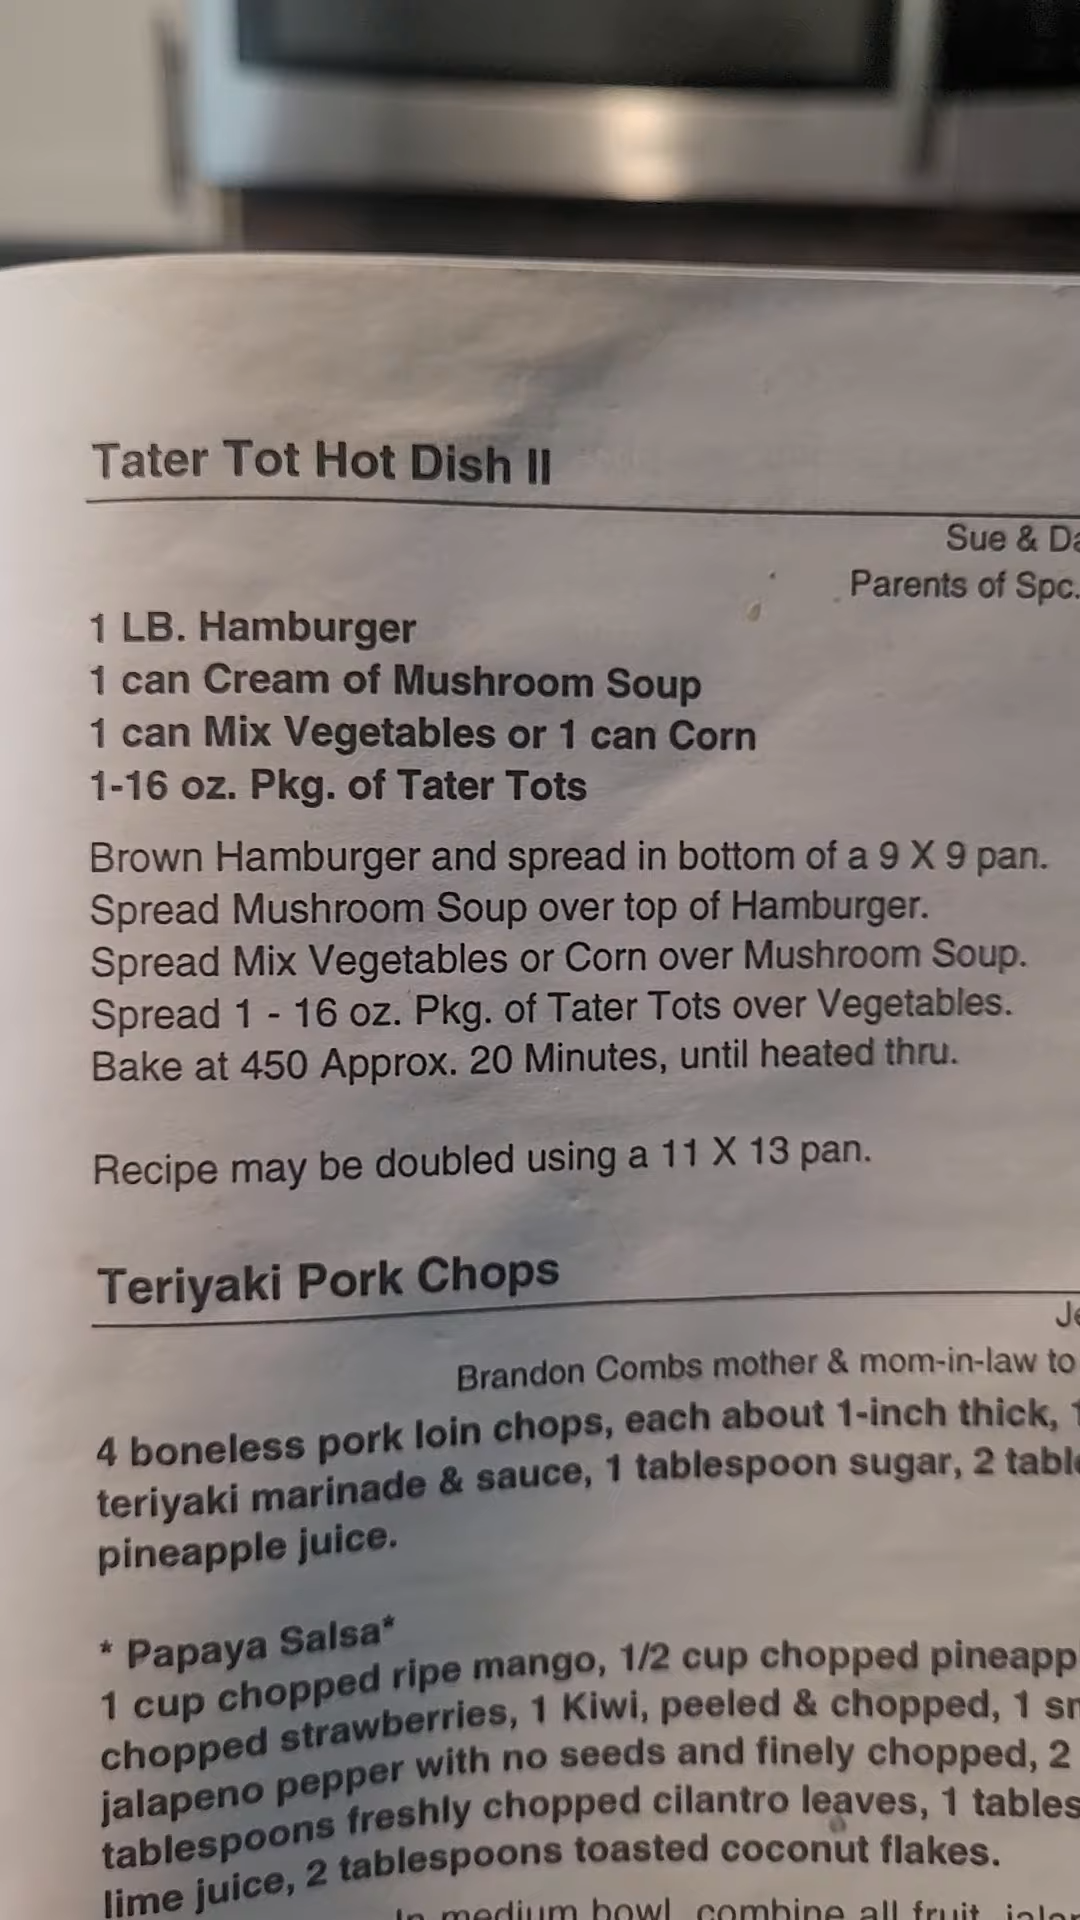 Tater Tot Hot Dish II
Sue &
Parents of Spc.
1 LB. Hamburger
1 can Cream of Mushroom Soup
1 can Mix Vegetables or 1 can Corn
1-16 oz. Pkg. of Tater Tots
Brown Hamburger and spread in bottom of a 9 X 9 pan.
Spread Mushroom Soup over top of Hamburger.
Spread Mix Vegetables or Corn over Mushroom Soup.
Spread 1 - 16 oz. Pkg. of Tater Tots over Vegetables.
Bake at 450 Approx. 20 Minutes, until heated thru.
Recipe may be doubled using a 11 X 13 pan.
Teriyaki Pork Chops
Brandon Combs mother & mom-in-law to
4 boneless pork loin chops, each about 1-inch thick,
teriyaki marinade & sauce, 1 tablespoon sugar, 2
pineapple juice.
* Papaya Salsa*
1 cup chopped ripe mango, 1/2 cup chopped
chopped strawberries, 1 Kiwi, peeled & chopped, 1
jalapeno pepper with no seeds and finely chopped, 2
tablespoons freshly chopped cilantro leaves, 1
lime juice, 2 tablespoons toasted coconut flakes.
In medium bowl, combine all fruit,